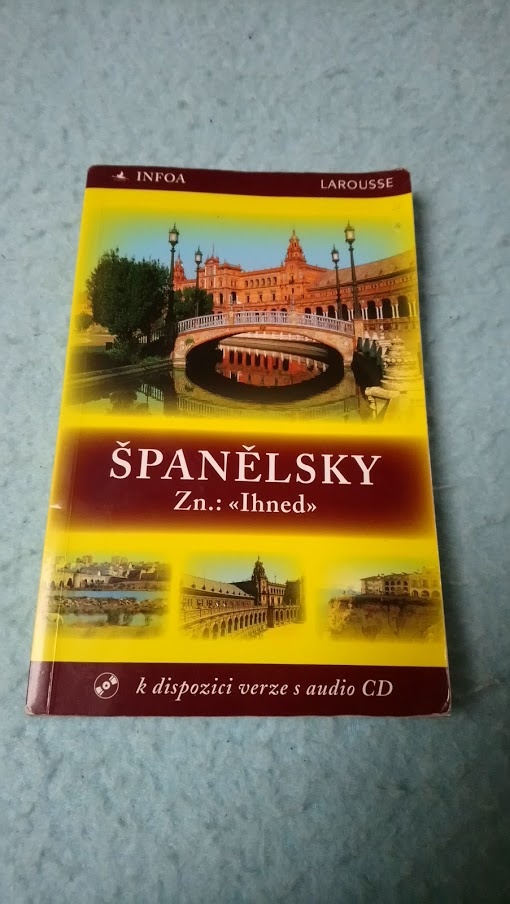 INFOA
LAROUSSE
ŠPANĚLSKY
Zn.: «Ihned»
k dispozici verze s audio CD